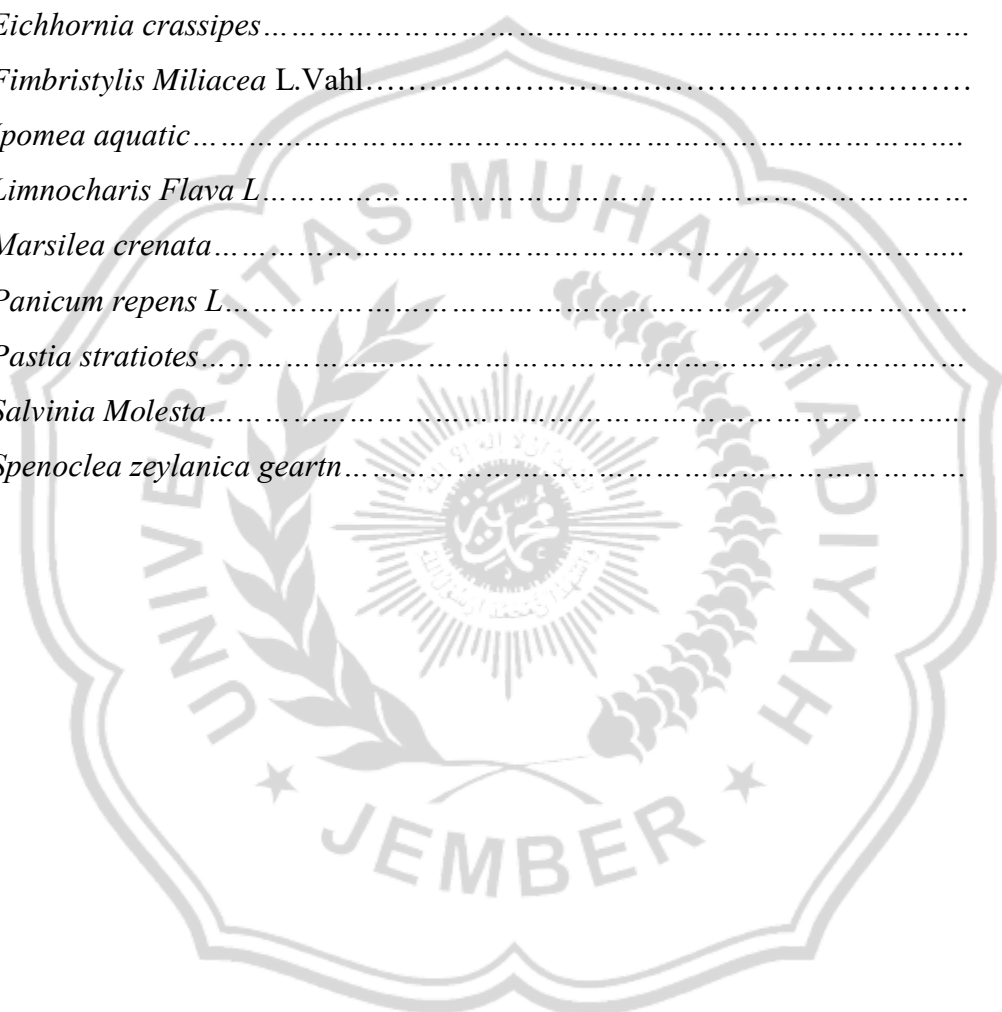 Eichhornia crassipes……………………………………………………………………
Fimbristylis Miliacea L.Vahl……………………………………………………
Ipomea aquatic…………………………………………………………………….
Limnocharis Flava L……………………………………………………………
Marsilea crenata………………………………………………………………..
Panicum repens L……………………………………………………………….
Pastia stratiotes…………………………………………………………………
Salvinia Molesta………………………………………………………………...
Spenoclea zeylanica geartn……………………………………………………
UNIVERSITAS MUHAMMADIYAH
JEMBER